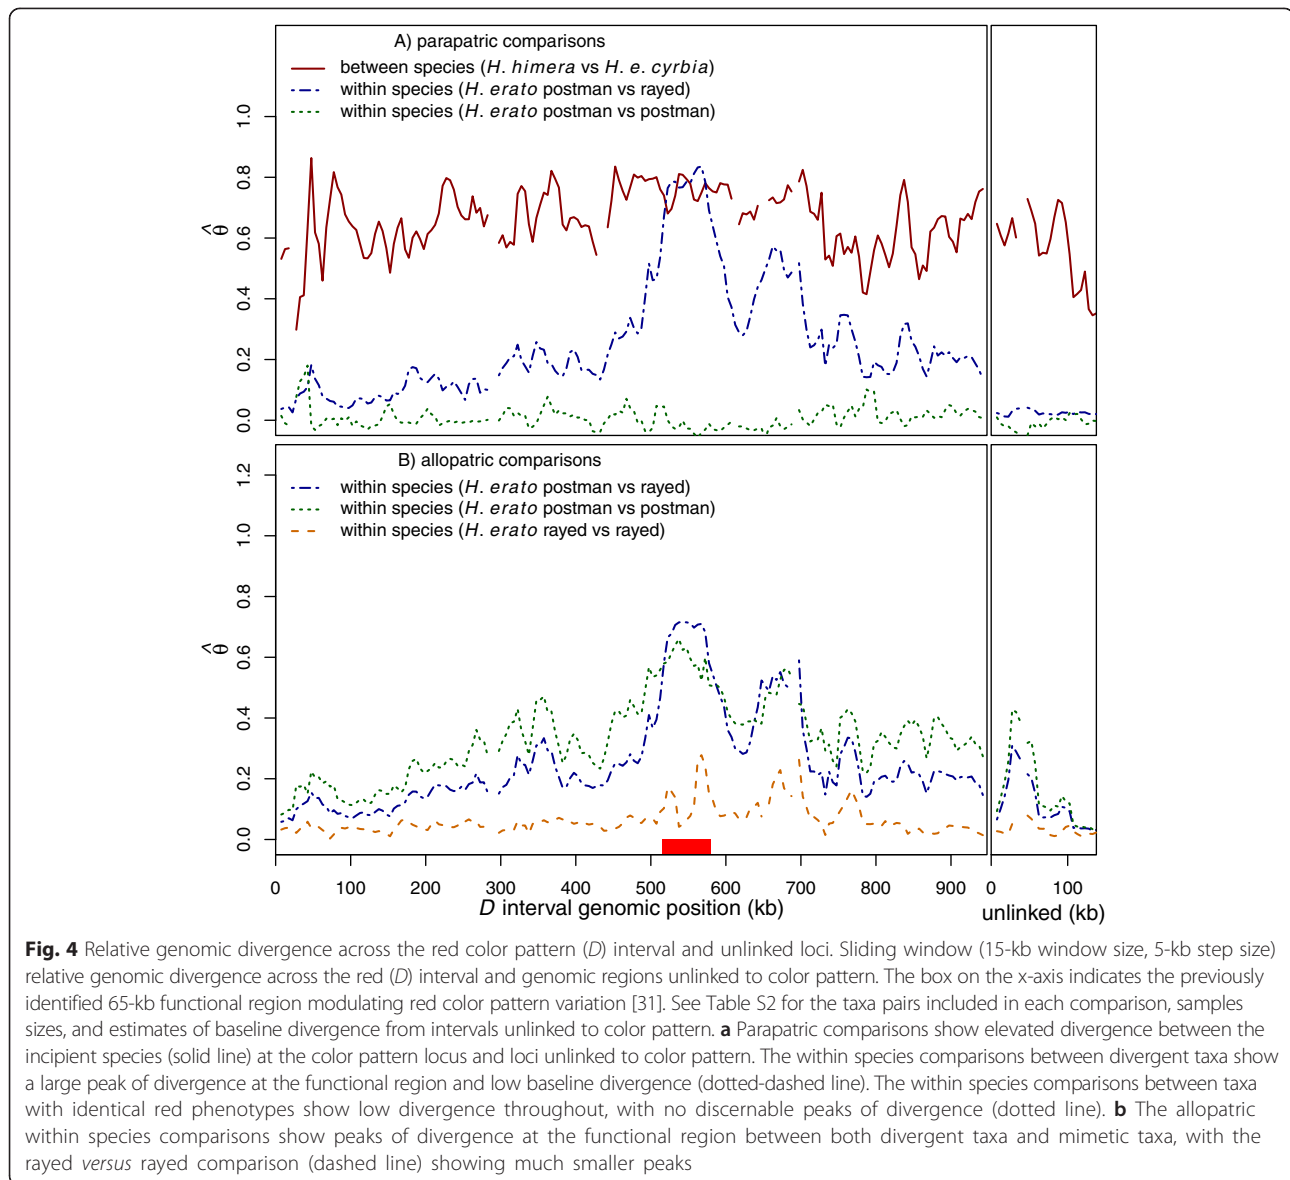 A) parapatric comparisons
between species (H. himera vs H. e. cyrbia)
within species (H. erato postman vs rayed)
within species (H. erato postman vs postman)
1.0
0.8
0.6
0.4
0.2
0.0
θ̂
B) allopatric comparisons
within species (H. erato postman vs rayed)
within species (H. erato postman vs postman)
within species (H. erato rayed vs rayed)
1.2
1.0
0.8
0.6
0.4
0.2
0.0
θ̂
0 100 200 300 400 500 600 700 800 900 0 100
D interval genomic position (kb) unlinked (kb)
Fig. 4 Relative genomic divergence across the red color pattern (D) interval and unlinked loci. Sliding window (15-kb window size, 5-kb step size)
relative genomic divergence across the red (D) interval and genomic regions unlinked to color pattern. The box on the x-axis indicates the previously
identified 65-kb functional region modulating red color pattern variation [31]. See Table S2 for the taxa pairs included in each comparison, samples
sizes, and estimates of baseline divergence from intervals unlinked to color pattern. a Parapatric comparisons show elevated divergence between the
incipient species (solid line) at the color pattern locus and loci unlinked to color pattern. The within species comparisons between divergent taxa show
a large peak of divergence at the functional region and low baseline divergence (dotted-dashed line). The within species comparisons between taxa
with identical red phenotypes show low divergence throughout, with no discernable peaks of divergence (dotted line). b The allopatric
within species comparisons show peaks of divergence at the functional region between both divergent taxa and mimetic taxa, with the
rayed versus rayed comparison (dashed line) showing much smaller peaks